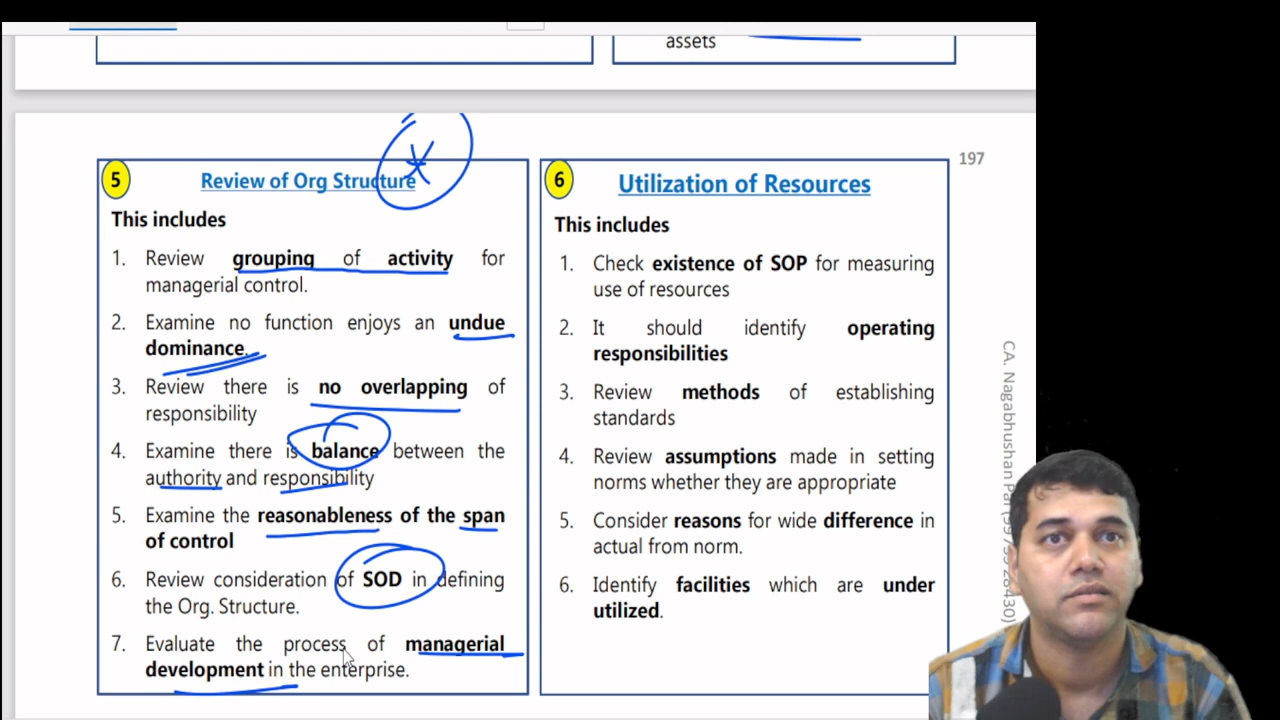 assets
197
5
Review of Org Structure
This includes
1. Review grouping of activity for
managerial control.
2. Examine no function enjoys an undue
dominance.
3. Review there is no overlapping of
responsibility
4. Examine there is balance between the
authority and responsibility
5. Examine the reasonableness of the span
of control
6. Review consideration of SOD in defining
the Org. Structure.
7. Evaluate the process of managerial
development in the enterprise.
6
Utilization of Resources
This includes
1. Check existence of SOP for measuring
use of resources
2. It should identify operating
responsibilities
3. Review methods of establishing
standards
4. Review assumptions made in setting
norms whether they are appropriate
5. Consider reasons for wide difference in
actual from norm.
6. Identify facilities which are under
utilized.
CA. Nagabhushan